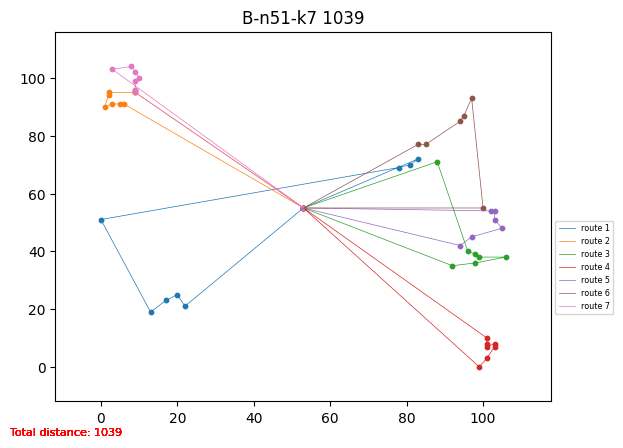 B-n51-k7 1039
100
80
60
40
20
0
0 20 40 60 80 100
route 1
route 2
route 3
route 4
route 5
route 6
route 7
Total distance: 1039